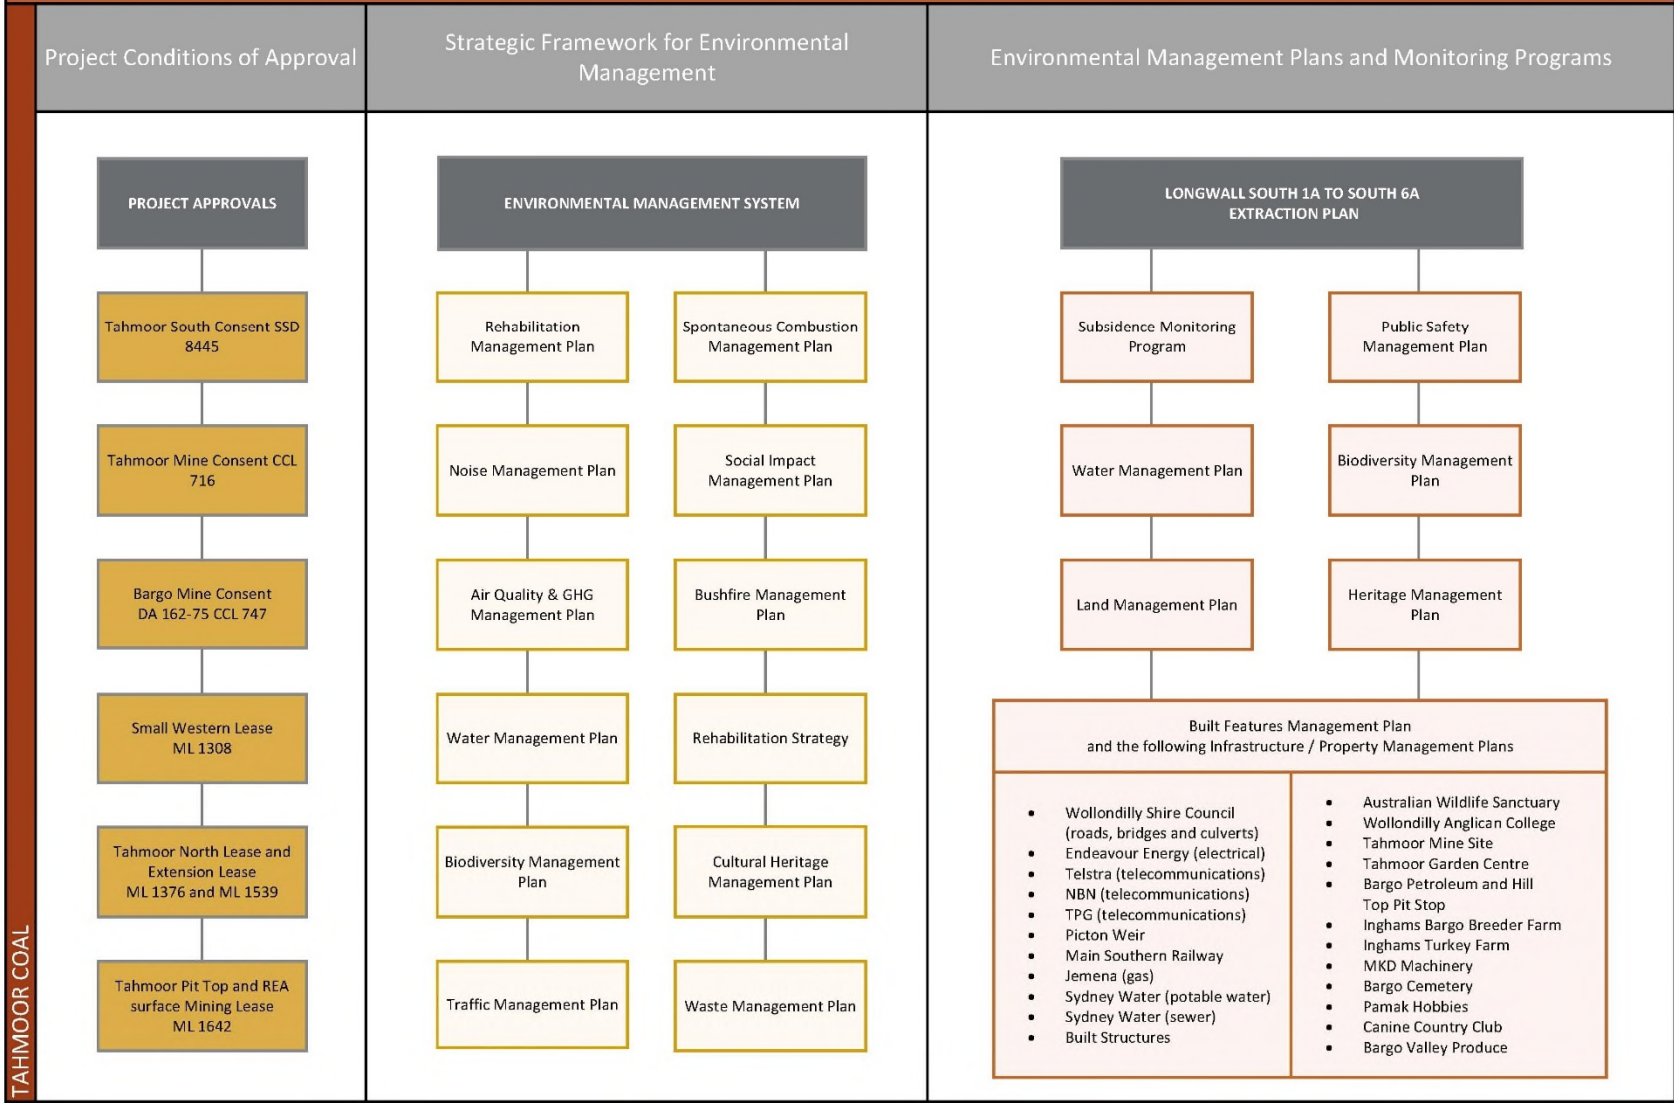 Project Conditions of Approval
Strategic Framework for Environmental
Management
Environmental Management Plans and Monitoring Programs
TAHMOOR COAL
PROJECT APPROVALS
Tahmoor South Consent SSD
8445
Tahmoor Mine Consent CCL
716
Bargo Mine Consent
DA 162-75 CCL 747
Small Western Lease
ML 1308
Tahmoor North Lease and
Extension Lease
ML 1376 and ML 1539
Tahmoor Pit Top and REA
surface Mining Lease
ML 1642
ENVIRONMENTAL MANAGEMENT SYSTEM
Rehabilitation
Management Plan
Noise Management Plan
Air Quality & GHG
Management Plan
Water Management Plan
Biodiversity Management
Plan
Traffic Management Plan
Spontaneous Combustion
Management Plan
Social Impact
Management Plan
Bushfire Management
Plan
Rehabilitation Strategy
Cultural Heritage
Management Plan
Waste Management Plan
LONGWALL SOUTH 1A TO SOUTH 6A
EXTRACTION PLAN
Subsidence Monitoring
Program
Water Management Plan
Land Management Plan
Public Safety
Management Plan
Biodiversity Management
Plan
Heritage Management
Plan
Built Features Management Plan
and the following Infrastructure / Property Management Plans
• Wollondilly Shire Council
(roads, bridges and culverts)
• Endeavour Energy (electrical)
• Telstra (telecommunications)
• NBN (telecommunications)
• TPG (telecommunications)
• Picton Weir
• Main Southern Railway
• Jemena (gas)
• Sydney Water (potable water)
• Sydney Water (sewer)
• Built Structures
• Australian Wildlife Sanctuary
• Wollondilly Anglican College
• Tahmoor Mine Site
• Tahmoor Garden Centre
• Bargo Petroleum and Hill
Top Pit Stop
• Inghams Bargo Breeder Farm
• Inghams Turkey Farm
• MKD Machinery
• Bargo Cemetery
• Pamak Hobbies
• Canine Country Club
• Bargo Valley Produce